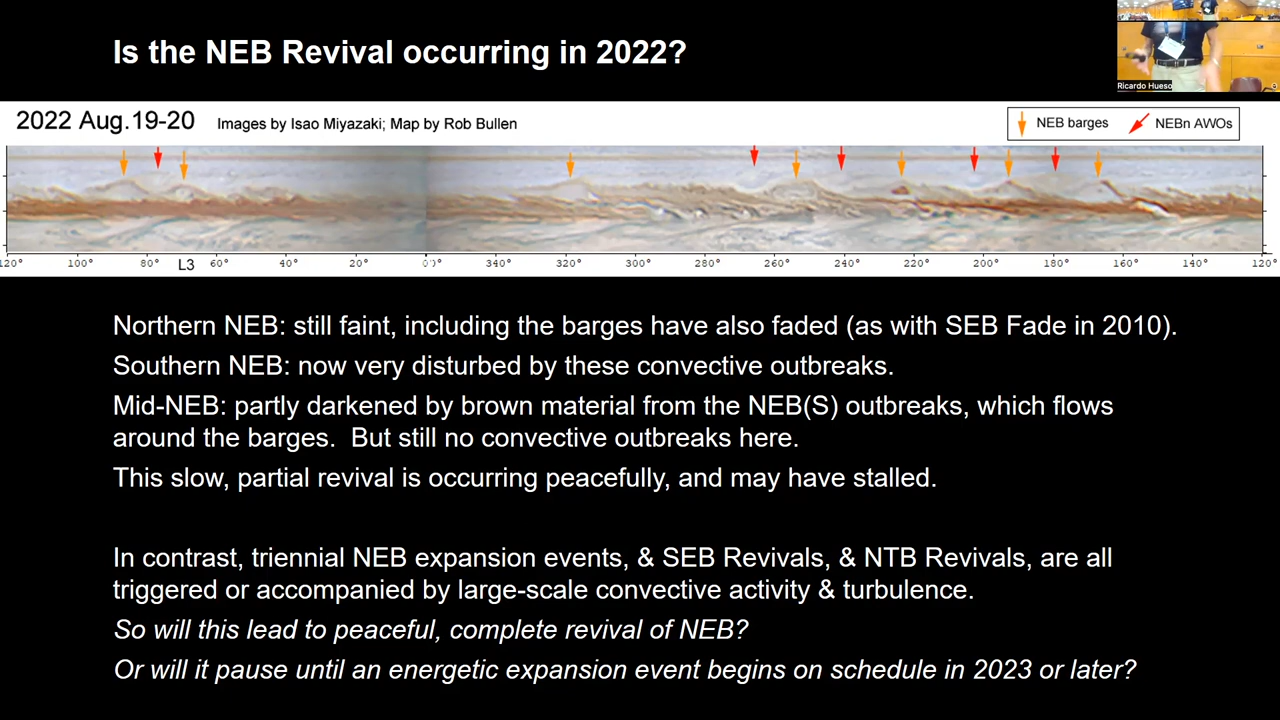 Is the NEB Revival occurring in 2022?
Ricardo Hueso
2022 Aug.19-20 Images by Isao Miyazaki; Map by Rob Bullen
NEB barges NEBn AWOs
120° 100° 80° L3 60° 40° 20° 0° 340° 320° 300° 280° 260° 240° 220° 200° 180° 160° 140° 120°
Northern NEB: still faint, including the barges have also faded (as with SEB Fade in 2010).
Southern NEB: now very disturbed by these convective outbreaks.
Mid-NEB: partly darkened by brown material from the NEB(S) outbreaks, which flows
around the barges. But still no convective outbreaks here.
This slow, partial revival is occurring peacefully, and may have stalled.
In contrast, triennial NEB expansion events, & SEB Revivals, & NTB Revivals, are all
triggered or accompanied by large-scale convective activity & turbulence.
So will this lead to peaceful, complete revival of NEB?
Or will it pause until an energetic expansion event begins on schedule in 2023 or later?